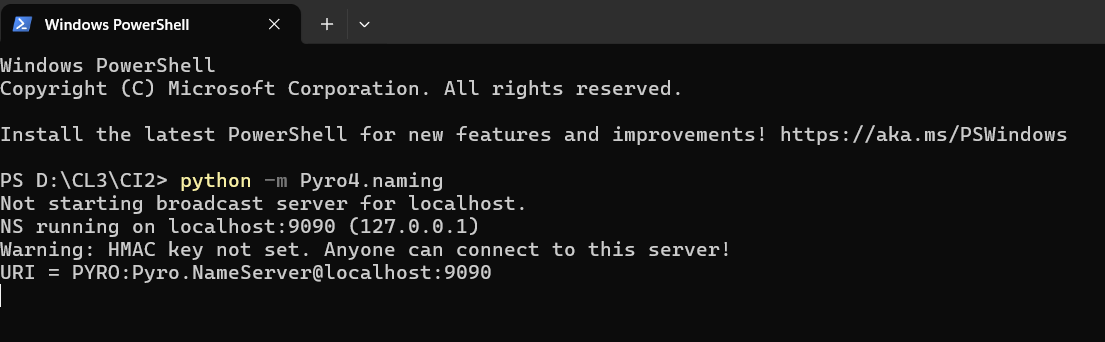 Windows PowerShell
Windows PowerShell
Copyright (C) Microsoft Corporation. All rights reserved.
Install the latest PowerShell for new features and improvements! https://aka.ms/PSWindows
PS D:\CL3\CI2> python -m Pyro4.naming
Not starting broadcast server for localhost.
NS running on localhost:9090 (127.0.0.1)
Warning: HMAC key not set. Anyone can connect to this server!
URI = PYRO:Pyro.NameServer@localhost:9090